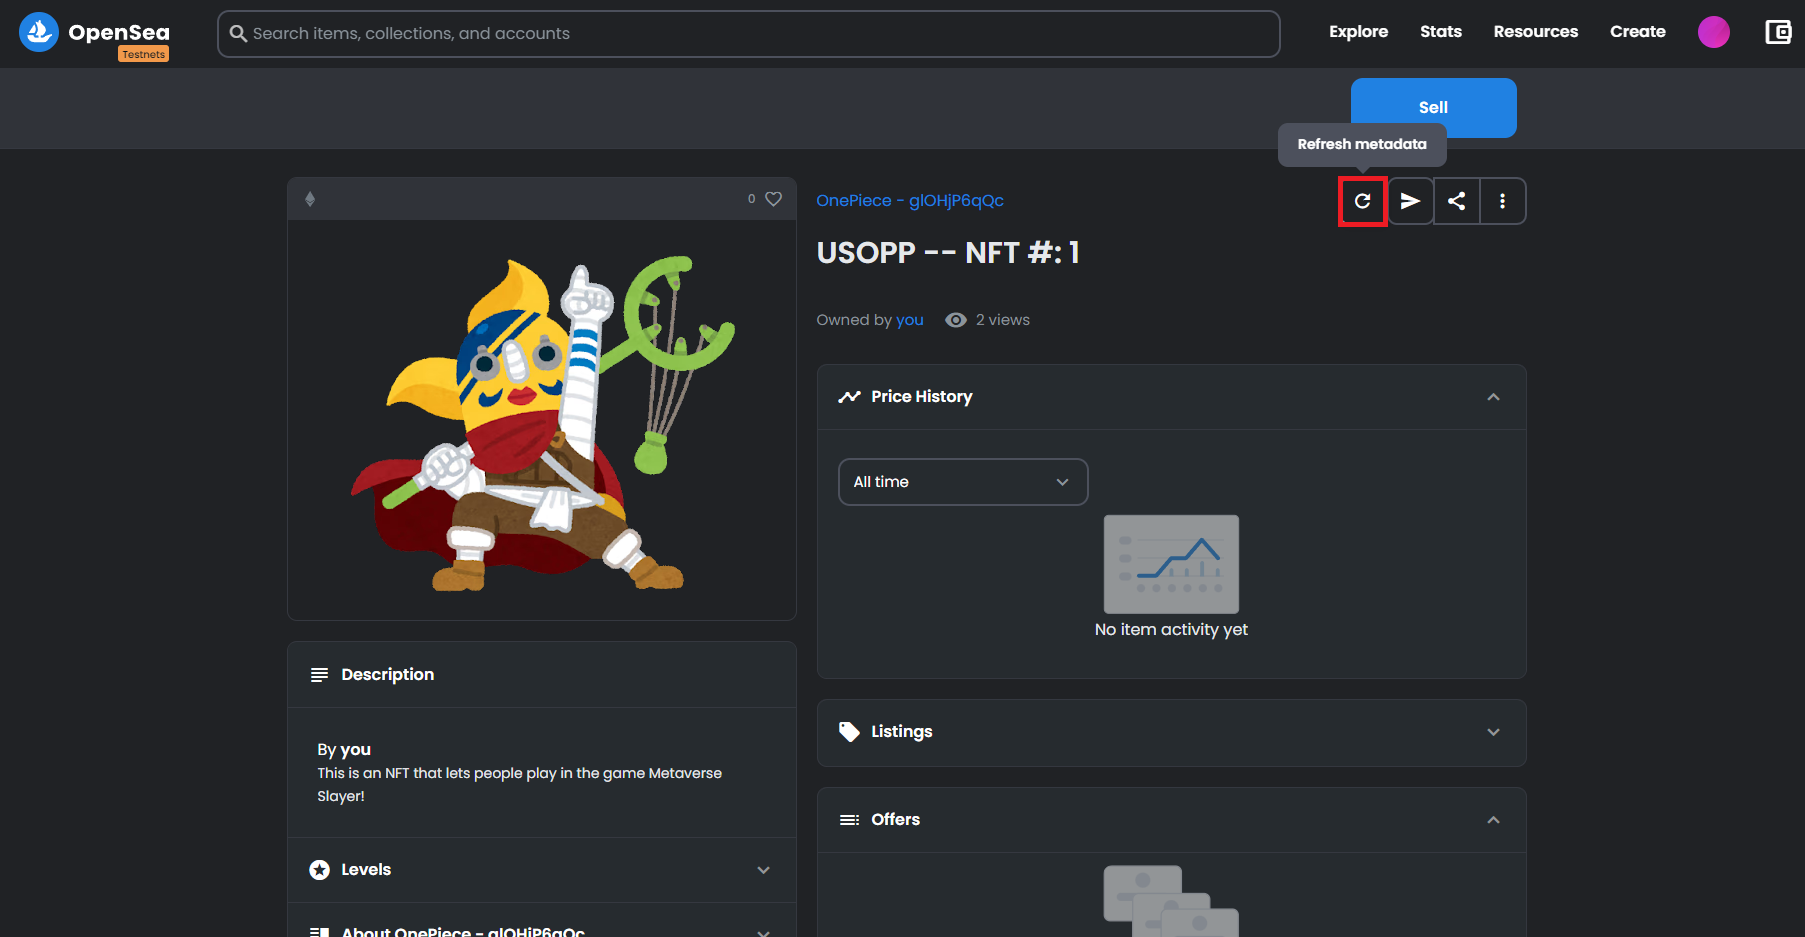 OpenSea
Testnets
Search items, collections, and accounts
Explore
Stats
Resources
Create
Sell
Refresh metadata
0
OnePiece - glOHjP6qQc
USOPP -- NFT #: 1
Owned by you
2 views
Price History
All time
No item activity yet
Description
By you
This is an NFT that lets people play in the game Metaverse
Slayer!
Listings
Offers
Levels
About OnePiece - glOHjP6qQc